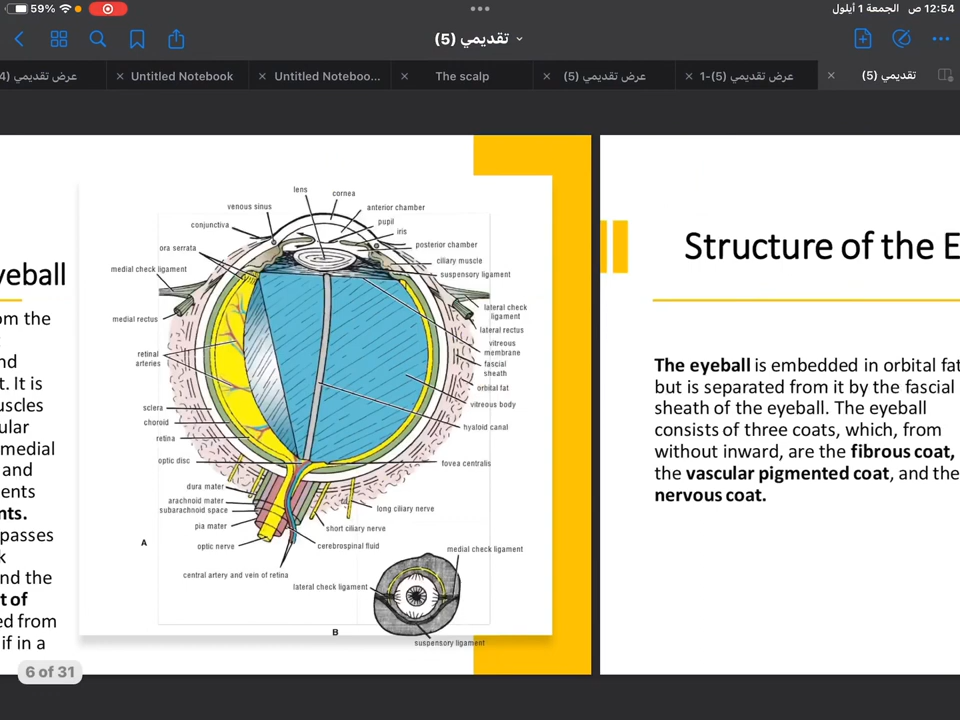 59%
12:54 ص الجمعة 1 أيلول
تقديمي (5)
عرض تقديمي (4
Untitled Notebook
Untitled Noteboo...
The scalp
عرض تقديمي (5)
عرض تقديمي (5)-1
تقديمي (5)
yeball
om the
nd
t. It is
uscles
ular
medial
and
ents
nts.
passes
k
nd the
t of
ed from
if in a
lens
cornea
venous sinus
anterior chamber
conjunctiva
pupil
iris
ora serrata
posterior chamber
ciliary muscle
medial check ligament
suspensory ligament
lateral check
ligament
medial rectus
lateral rectus
vitreous
membrane
retinal
arteries
fascial
sheath
orbital fat
sclera
vitreous body
choroid
hyaloid canal
retina
optic disc
fovea centralis
dura mater
arachnoid mater
subarachnoid space
long ciliary nerve
pia mater
short ciliary nerve
A
optic nerve
cerebrospinal fluid
medial check ligament
central artery and vein of retina
lateral check ligament
B
suspensory ligament
6 of 31
Structure of the E
The eyeball is embedded in orbital fat
but is separated from it by the fascial
sheath of the eyeball. The eyeball
consists of three coats, which, from
without inward, are the fibrous coat,
the vascular pigmented coat, and the
nervous coat.